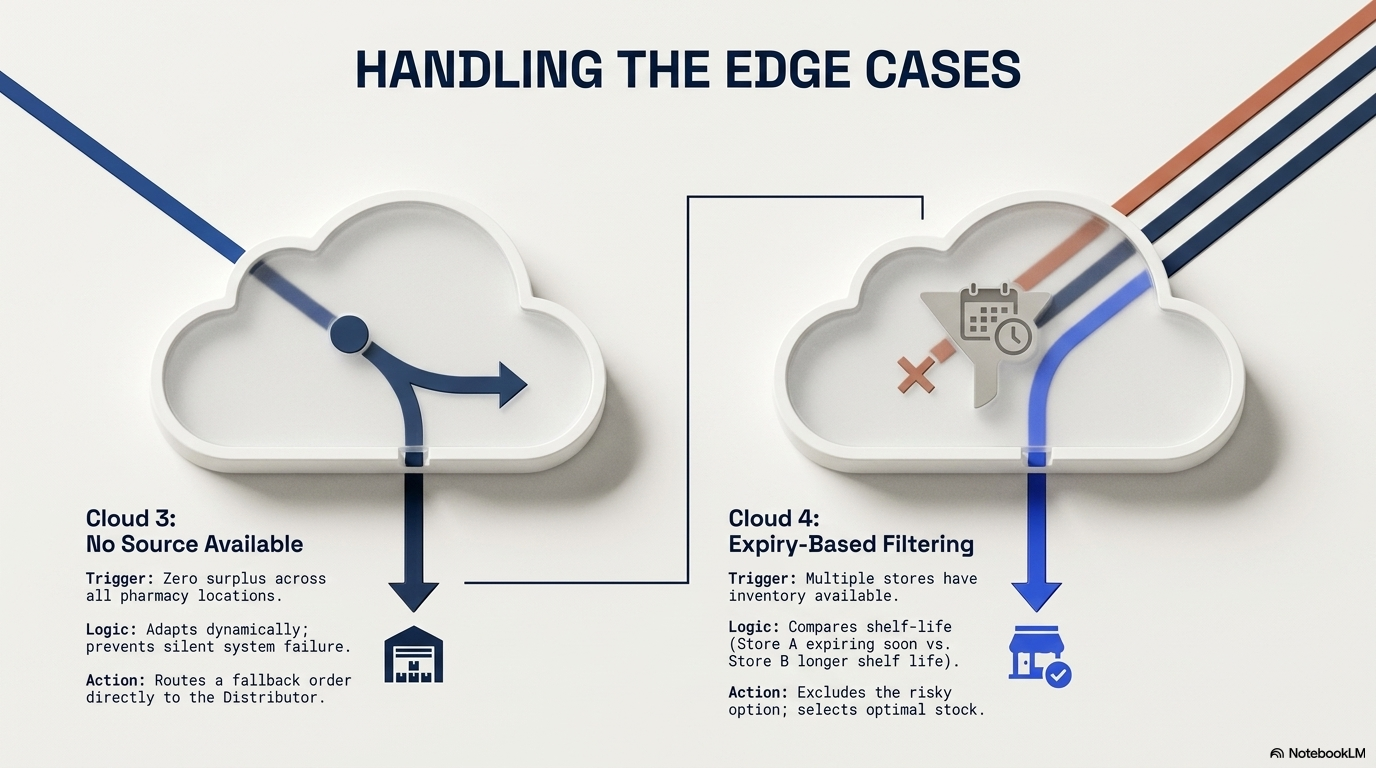 HANDLING THE EDGE CASES
Cloud 3:
No Source Available
Trigger: Zero surplus across
all pharmacy locations.
Logic: Adapts dynamically;
prevents silent system failure.
Action: Routes a fallback order
directly to the Distributor.
Cloud 4:
Expiry-Based Filtering
Trigger: Multiple stores have
inventory available.
Logic: Compares shelf-life
(Store A expiring soon vs.
Store B longer shelf life).
Action: Excludes the risky
option; selects optimal stock.
NotebookLM